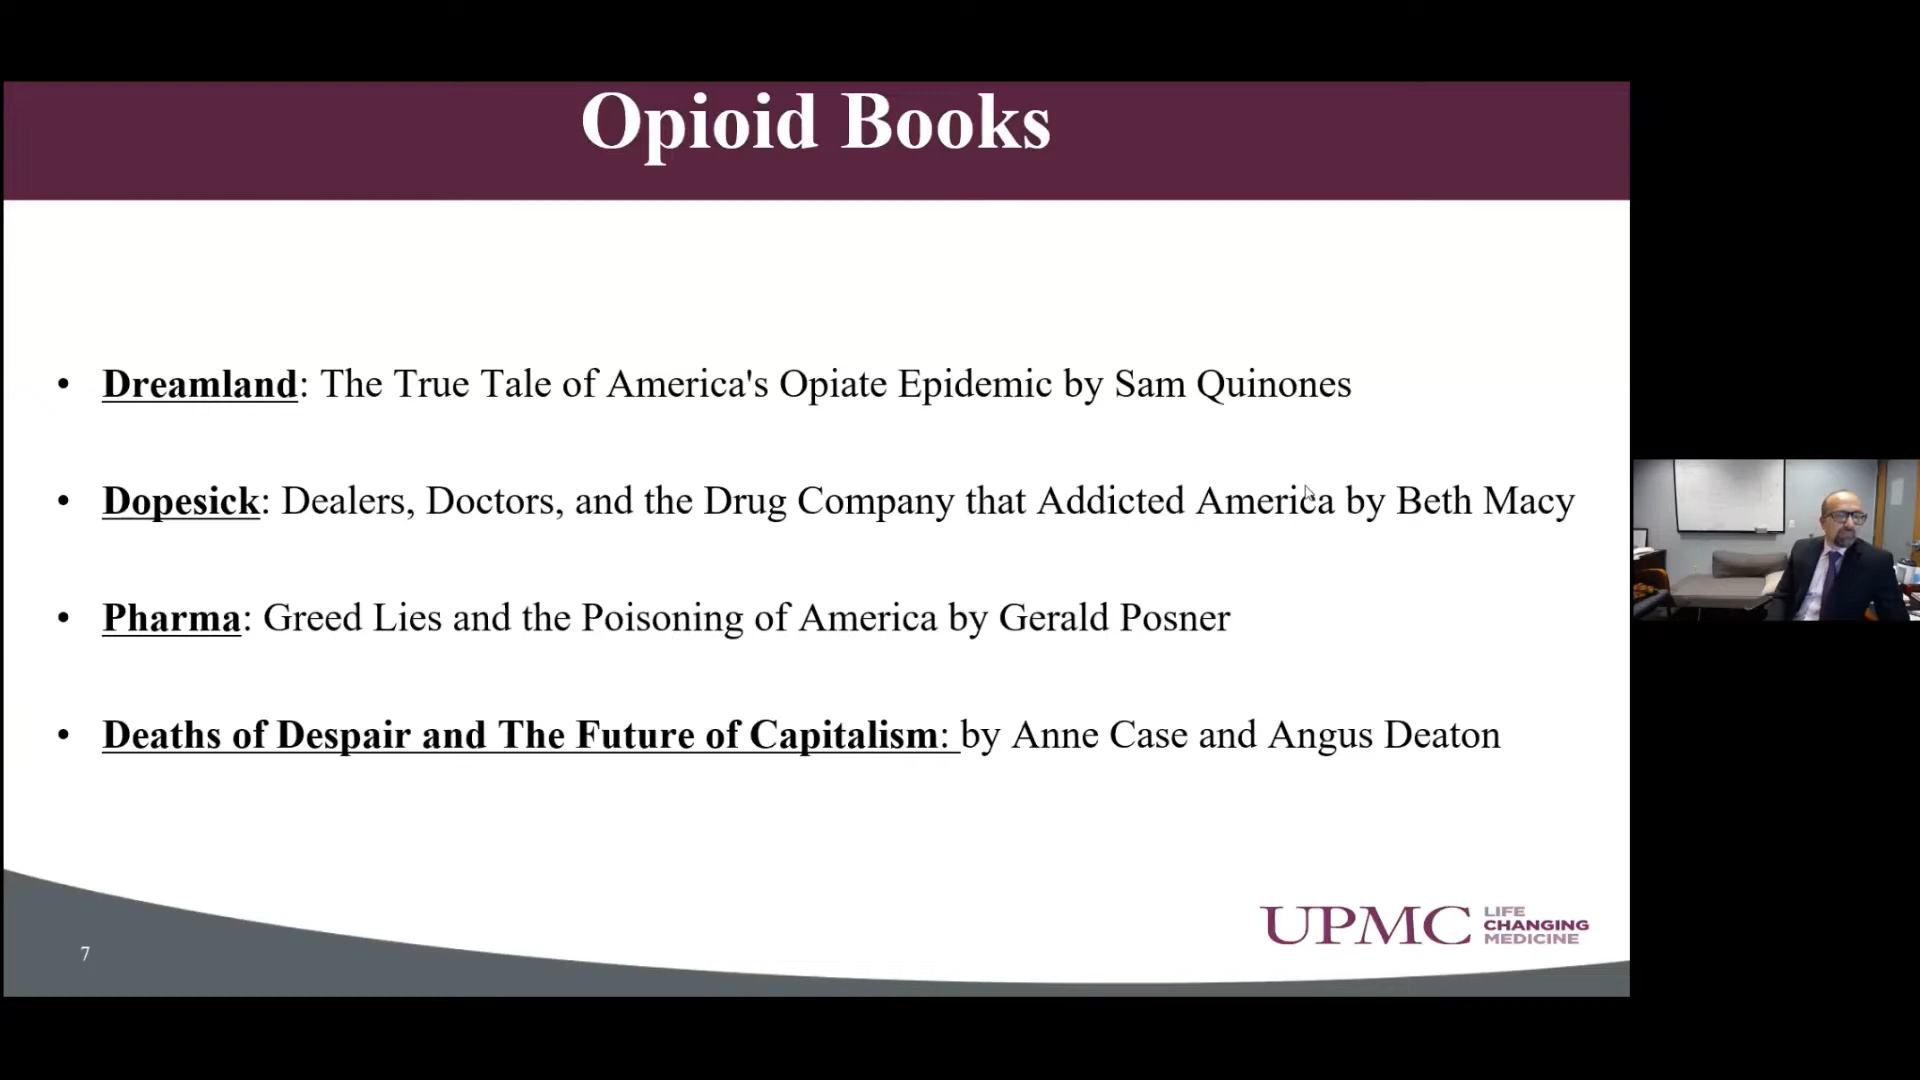 Opioid Books
• Dreamland: The True Tale of America's Opiate Epidemic by Sam Quinones
• Dopesick: Dealers, Doctors, and the Drug Company that Addicted America by Beth Macy
• Pharma: Greed Lies and the Poisoning of America by Gerald Posner
• Deaths of Despair and The Future of Capitalism: by Anne Case and Angus Deaton
7
UPMC
LIFE
CHANGING
MEDICINE